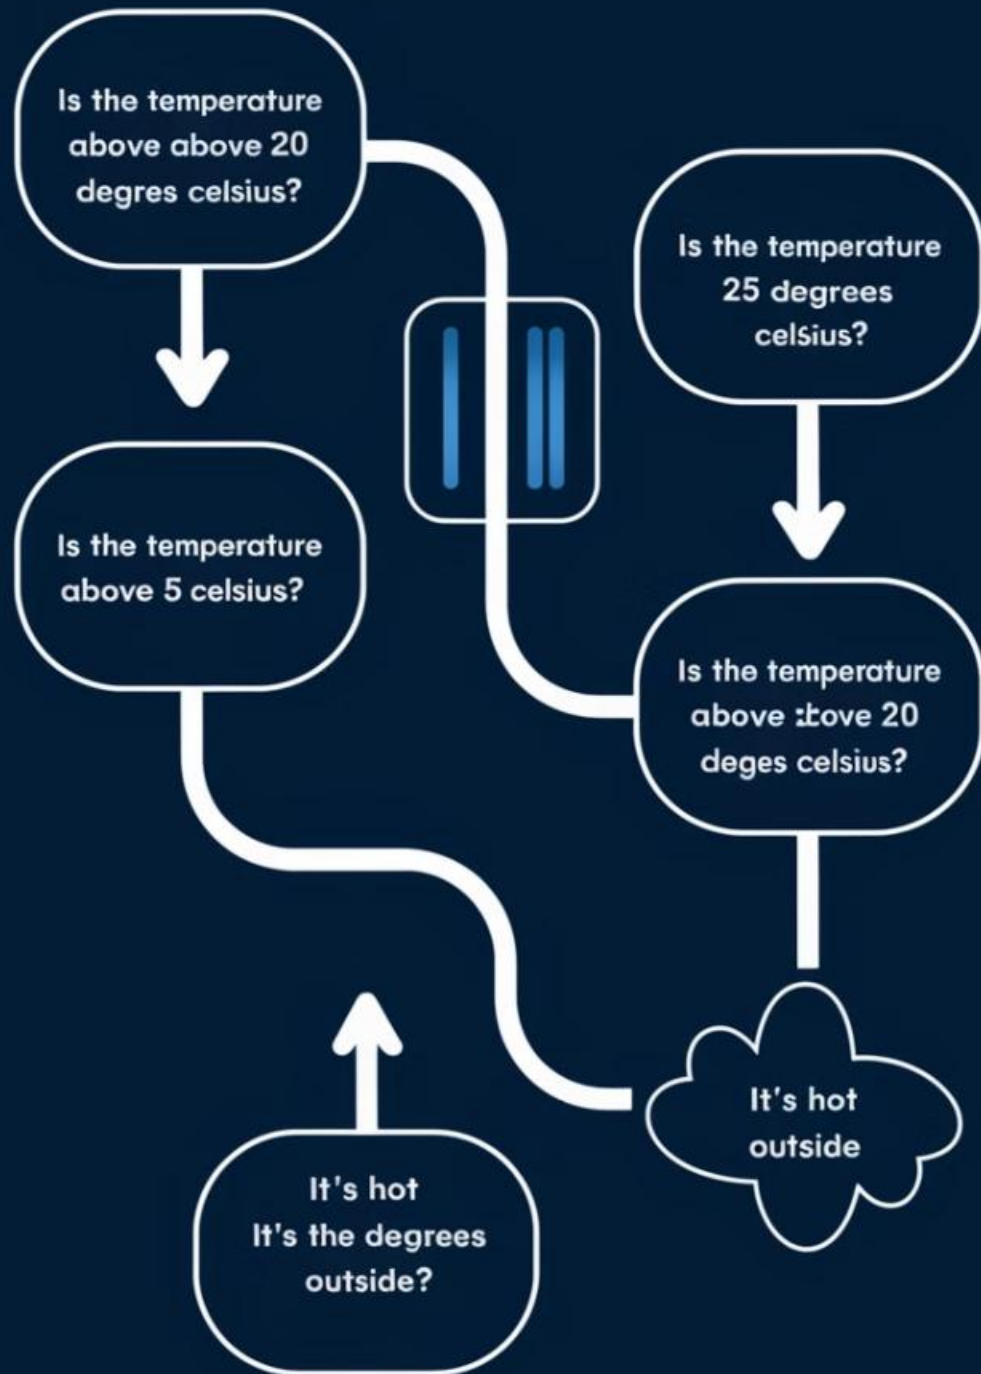 Is the temperature
above above 20
degres celsius?
Is the temperature
25 degrees
celsius?
Is the temperature
above 5 celsius?
Is the temperature
above 20
deges celsius?
It's hot
outside
It's hot
It's the degrees
outside?